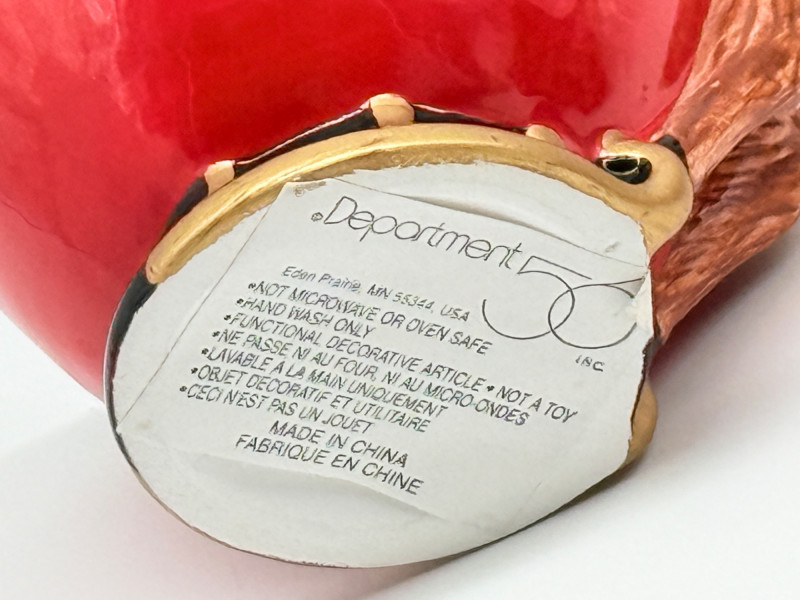 ©Department 56
INC.
Eden Prairie, MN 55344, USA
•NOT MICROWAVE OR OVEN SAFE
•HAND WASH ONLY
•FUNCTIONAL DECORATIVE ARTICLE • NOT A TOY
•NE PASSE NI AU FOUR, NI AU MICRO-ONDES
•LAVABLE A LA MAIN UNIQUEMENT
•OBJET DECORATIF ET UTILITAIRE
•CECI N'EST PAS UN JOUET
MADE IN CHINA
FABRIQUE EN CHINE